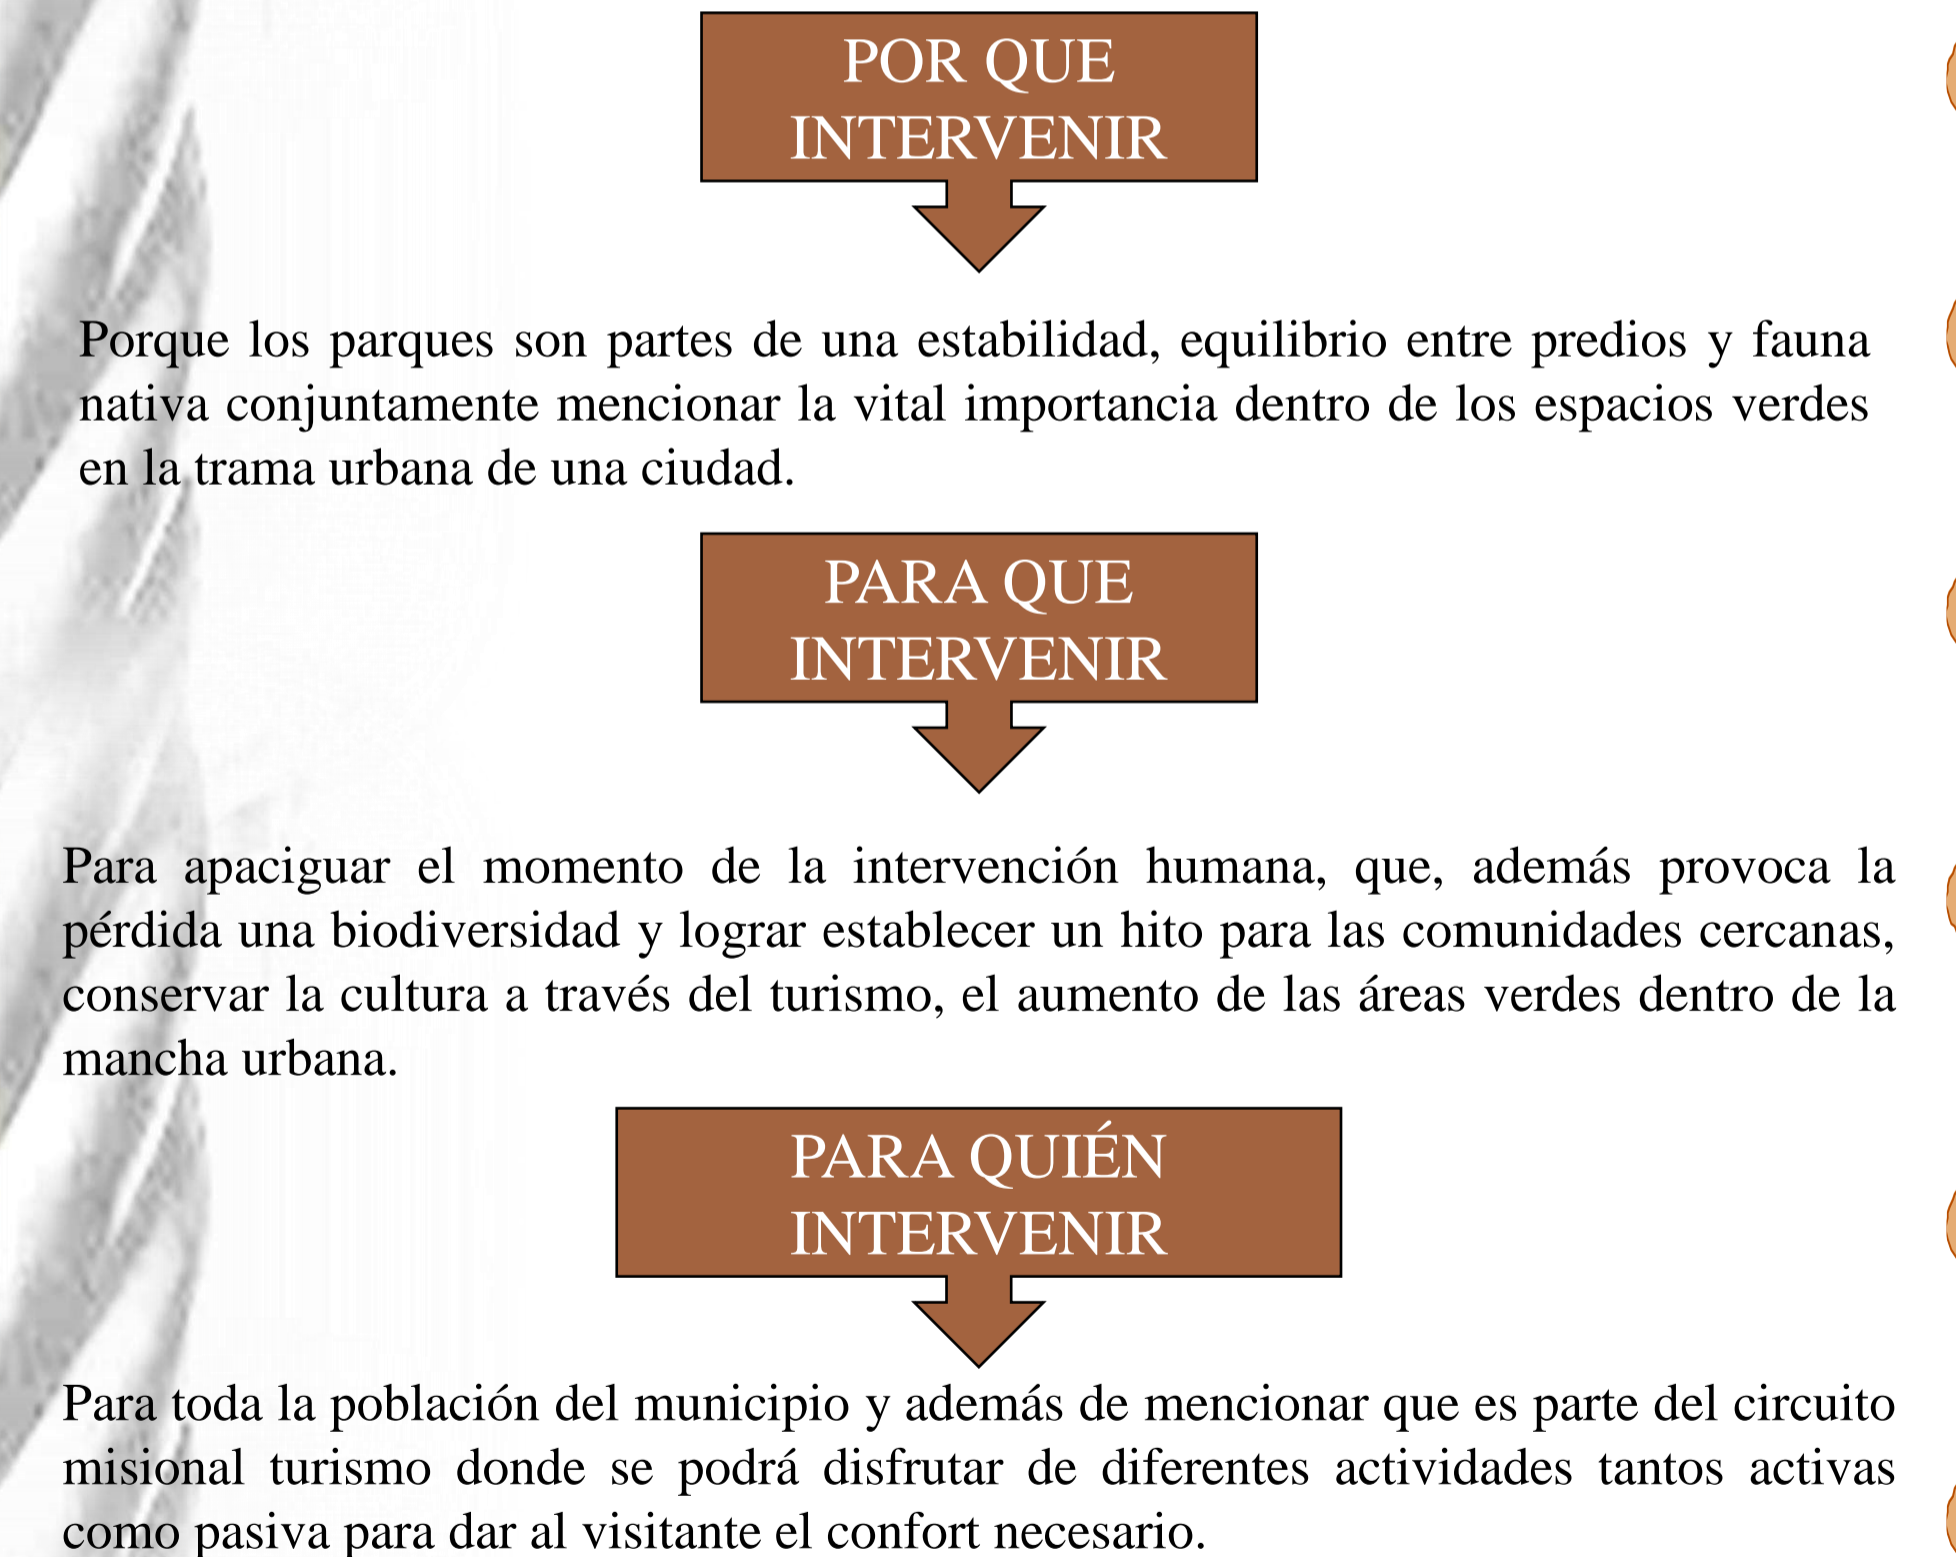 POR QUE
INTERVENIR
Porque los parques son partes de una estabilidad, equilibrio entre predios y fauna
nativa conjuntamente mencionar la vital importancia dentro de los espacios verdes
en la trama urbana de una ciudad.
PARA QUE
INTERVENIR
Para apaciguar el momento de la intervención humana, que, además provoca la
pérdida una biodiversidad y lograr establecer un hito para las comunidades cercanas,
conservar la cultura a través del turismo, el aumento de las áreas verdes dentro de la
mancha urbana.
PARA QUIÉN
INTERVENIR
Para toda la población del municipio y además de mencionar que es parte del circuito
misional turismo donde se podrá disfrutar de diferentes actividades tantos activas
como pasiva para dar al visitante el confort necesario.